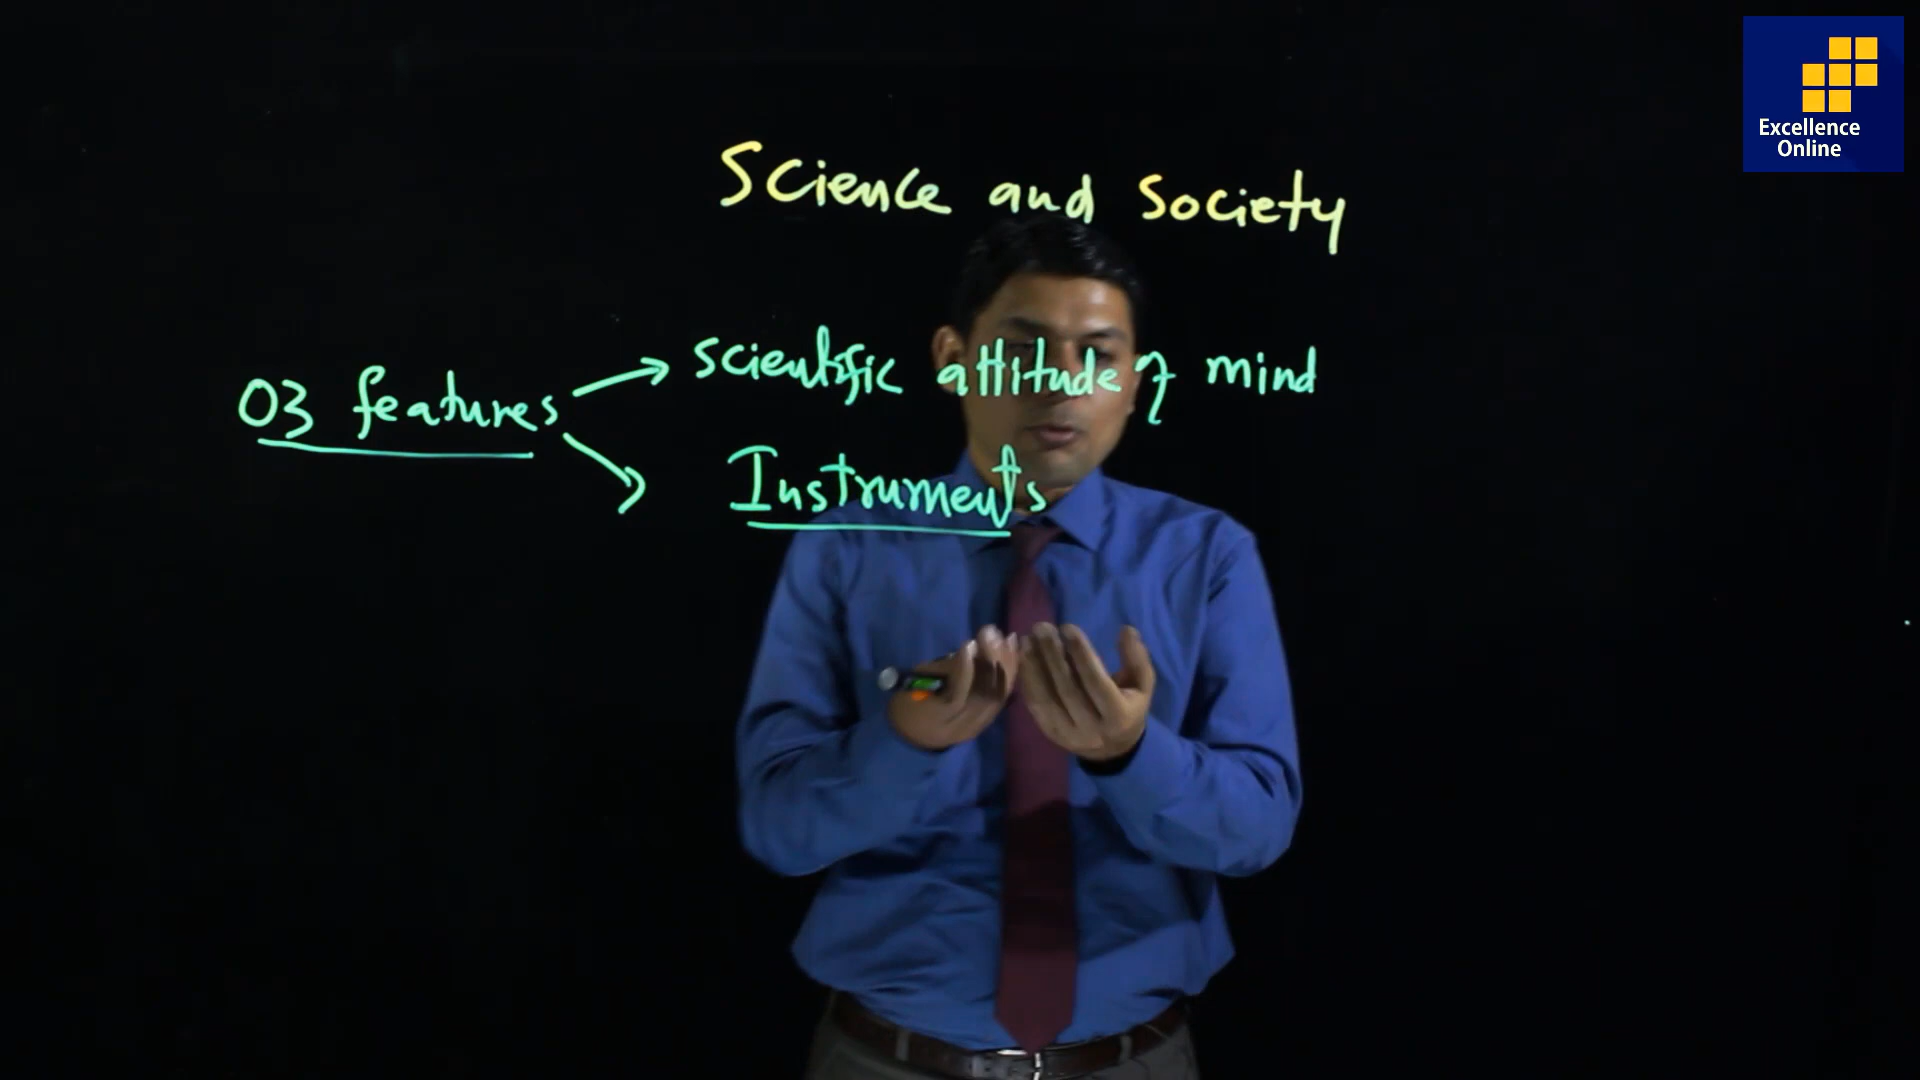 Excellence
Online
Science and Society
03 features
Scientific attitude of mind
Instruments